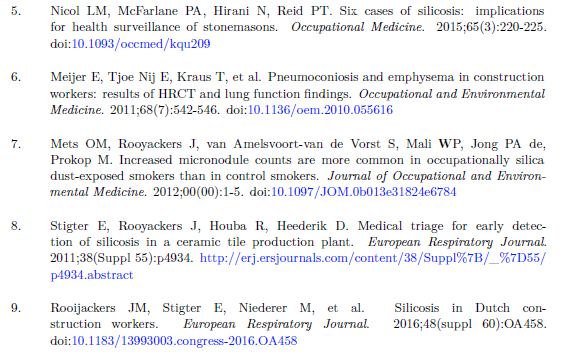 5. Nicol LM, McFarlane PA, Hirani N, Reid PT. Six cases of silicosis: implications
for health surveillance of stonemasons. Occupational Medicine. 2015;65(3):220-225.
doi:10.1093/occmed/kqu209
6. Meijer E, Tjoe Nij E, Kraus T, et al. Pneumoconiosis and emphysema in construction
workers: results of HRCT and lung function findings. Occupational and Environmental
Medicine. 2011;68(7):542-546. doi:10.1136/oem.2010.055616
7. Mets OM, Rooyackers J, van Amelsvoort-van de Vorst S, Mali WP, Jong PA de,
Prokop M. Increased micronodule counts are more common in occupationally silica
dust-exposed smokers than in control smokers. Journal of Occupational and Environ-
mental Medicine. 2012;00(00):1-5. doi:10.1097/JOM.0b013e31824e6784
8. Stigter E, Rooyackers J, Houba R, Heederik D. Medical triage for early detec-
tion of silicosis in a ceramic tile production plant. European Respiratory Journal.
2011;38(Suppl 55):p4934. http://erj.ersjournals.com/content/38/Suppl%7B/_%7D55/
p4934.abstract
9. Rooijackers JM, Stigter E, Niederer M, et al. Silicosis in Dutch con-
struction workers. European Respiratory Journal. 2016;48(suppl 60):OA458.
doi:10.1183/13993003.congress-2016.OA458